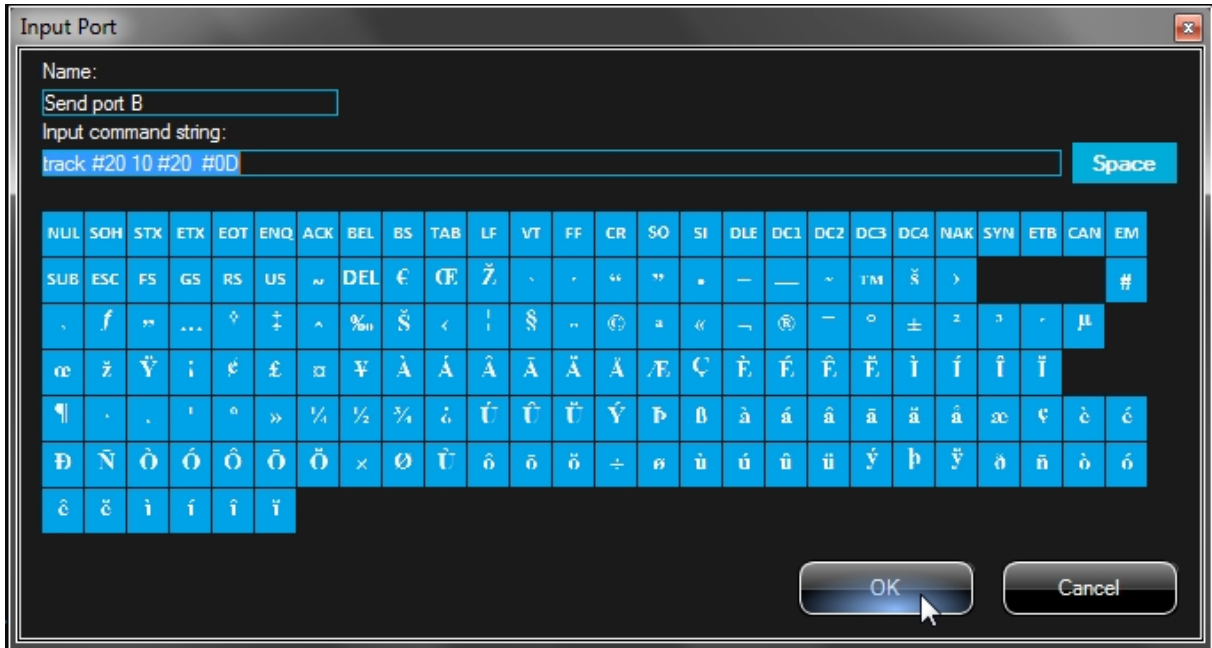 Input Port
Name:
Send port B
Input command string:
track #20 10 #20  #0D
Space
NUL SOH STX ETX EOT ENQ ACK BEL BS TAB LF VT FF CR SO SI DLE DC1 DC2 DC3 DC4 NAK SYN ETB CAN EM
SUB ESC FS GS RS US ~ DEL € Œ Ž “ ” — ~ TM š › #
ƒ „ … ‡ ˆ ‰ Š ‹ ¦ § © « ¬ ® ¯ ° ± ² ³ ´ µ
œ ž Ÿ ¡ ¢ £ ¤ ¥ À Á Â Ã Ä Å Æ Ç È É Ê Ë Ì Í Î Ï
¶ · º » ¼ ½ ¾ ¿ Ú Û Ü Ý Þ ß à á â ã ä å æ ç è é
Ð Ñ Ò Ó Ô Õ Ö × Ø Ù ô õ ö ÷ ø ù ú û ü ý þ ÿ ð ñ ò ó
ê ë ì í î ï
OK
Cancel